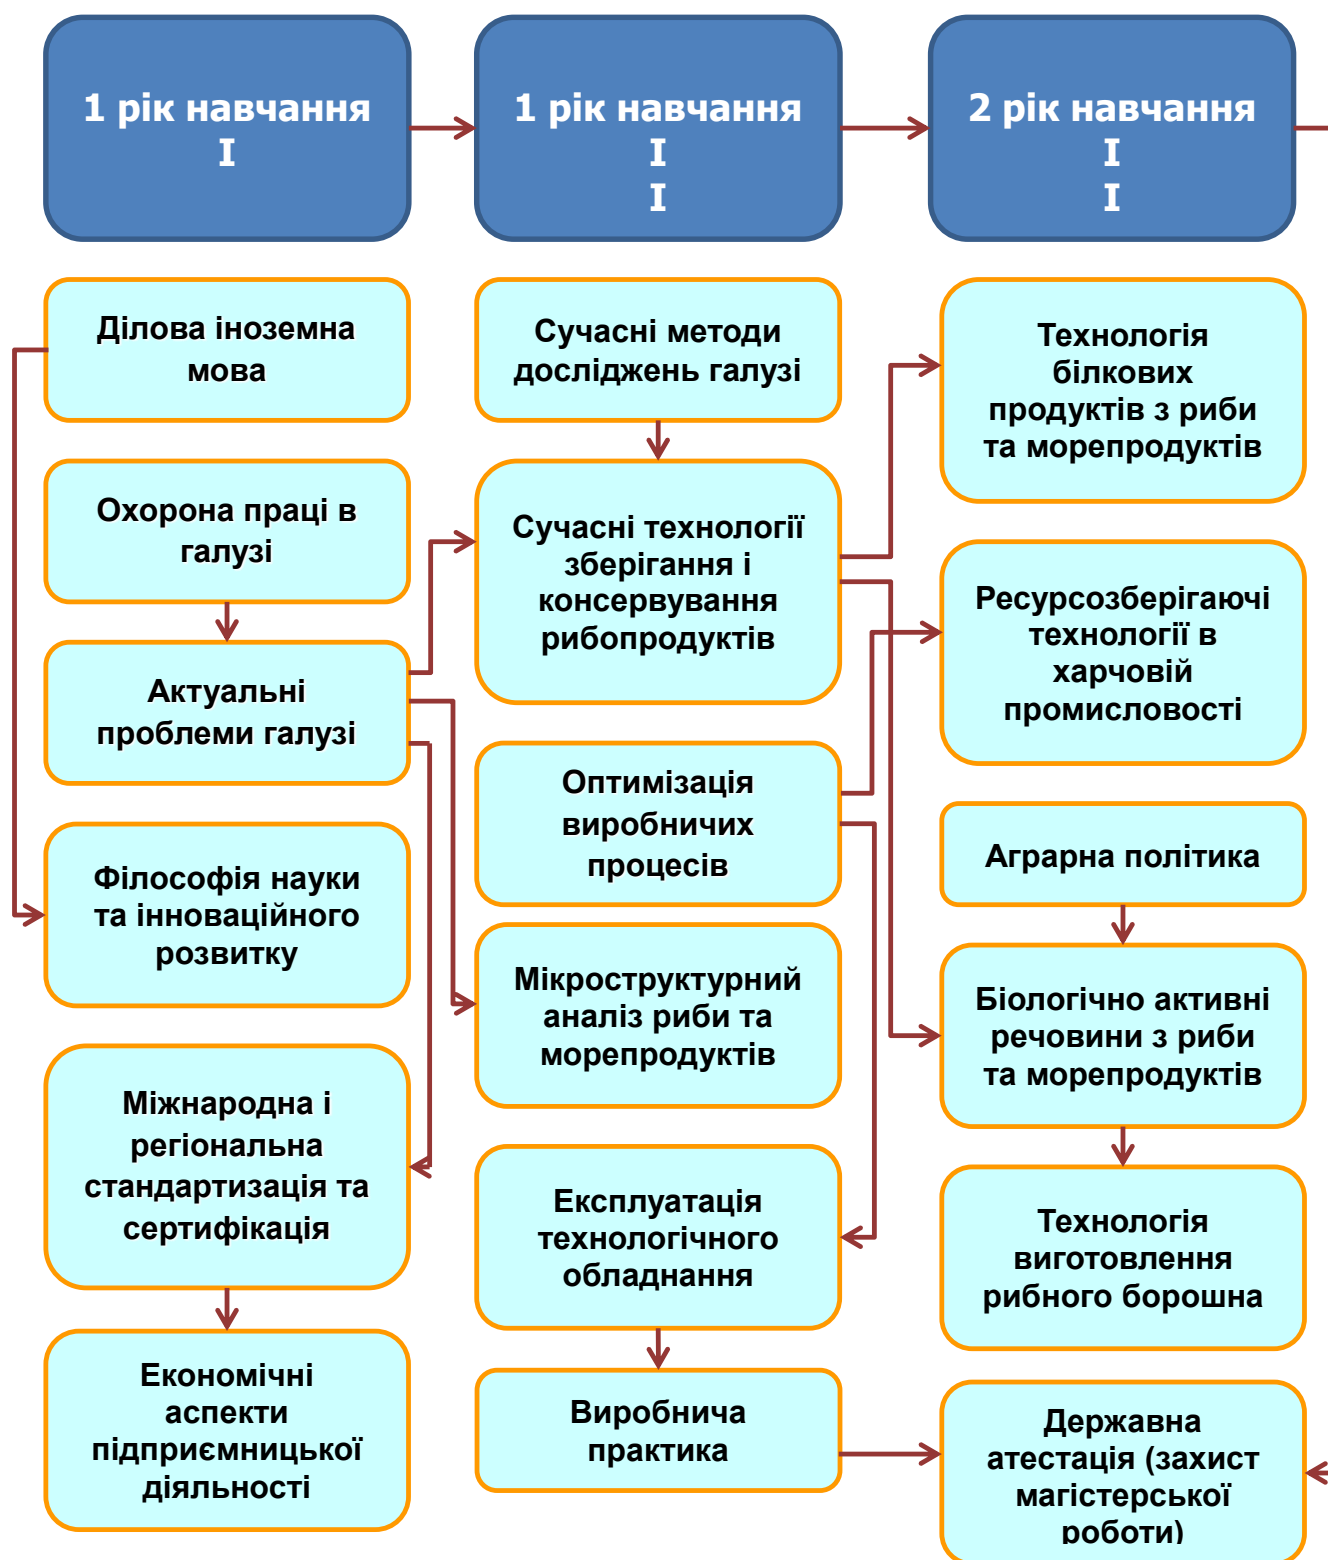 1 рік навчання
I
1 рік навчання
I
I
2 рік навчання
I
I
Ділова іноземна
мова
Охорона праці в
галузі
Актуальні
проблеми галузі
Філософія науки
та інноваційного
розвитку
Міжнародна і
регіональна
стандартизація та
сертифікація
Економічні
аспекти
підприємницької
діяльності
Сучасні методи
досліджень галузі
Сучасні технології
зберігання і
консервування
рибопродуктів
Оптимізація
виробничих
процесів
Мікроструктурний
аналіз риби та
морепродуктів
Експлуатація
технологічного
обладнання
Виробнича
практика
Технологія
білкових
продуктів з риби
та морепродуктів
Ресурсозберігаючі
технології в
харчовій
промисловості
Аграрна політика
Біологічно активні
речовини з риби
та морепродуктів
Технологія
виготовлення
рибного борошна
Державна
атестація (захист
магістерської
роботи)